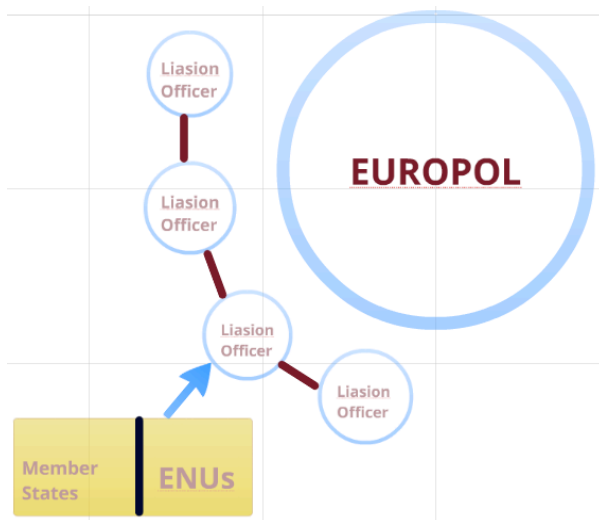 Liasion
Officer
EUROPOL
Liasion
Officer
Liasion
Officer
Liasion
Officer
Member
States
ENUs